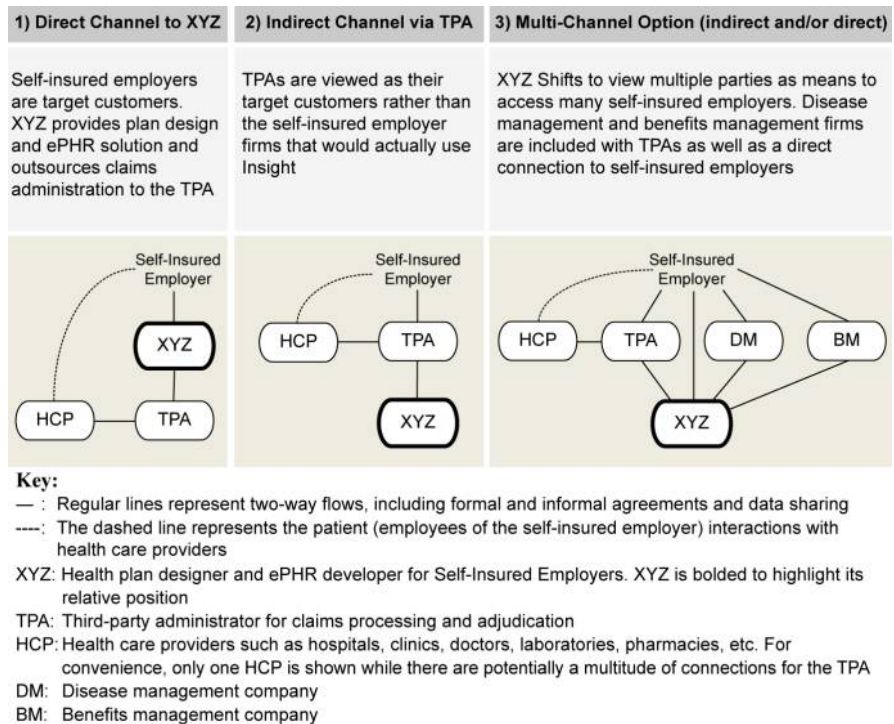 1) Direct Channel to XYZ
2) Indirect Channel via TPA
3) Multi-Channel Option (indirect and/or direct)
Self-insured employers
are target customers.
XYZ provides plan design
and ePHR solution and
outsources claims
administration to the TPA
TPAs are viewed as their
target customers rather than
the self-insured employer
firms that would actually use
Insight
XYZ Shifts to view multiple parties as means to
access many self-insured employers. Disease
management and benefits management firms
are included with TPAs as well as a direct
connection to self-insured employers
Self-Insured
Employer
XYZ
HCP
TPA
Self-Insured
Employer
HCP
TPA
XYZ
Self-Insured
Employer
HCP
TPA
DM
BM
XYZ
Key:
— : Regular lines represent two-way flows, including formal and informal agreements and data sharing
----: The dashed line represents the patient (employees of the self-insured employer) interactions with
health care providers
XYZ: Health plan designer and ePHR developer for Self-Insured Employers. XYZ is bolded to highlight its
relative position
TPA: Third-party administrator for claims processing and adjudication
HCP: Health care providers such as hospitals, clinics, doctors, laboratories, pharmacies, etc. For
convenience, only one HCP is shown while there are potentially a multitude of connections for the TPA
DM: Disease management company
BM: Benefits management company